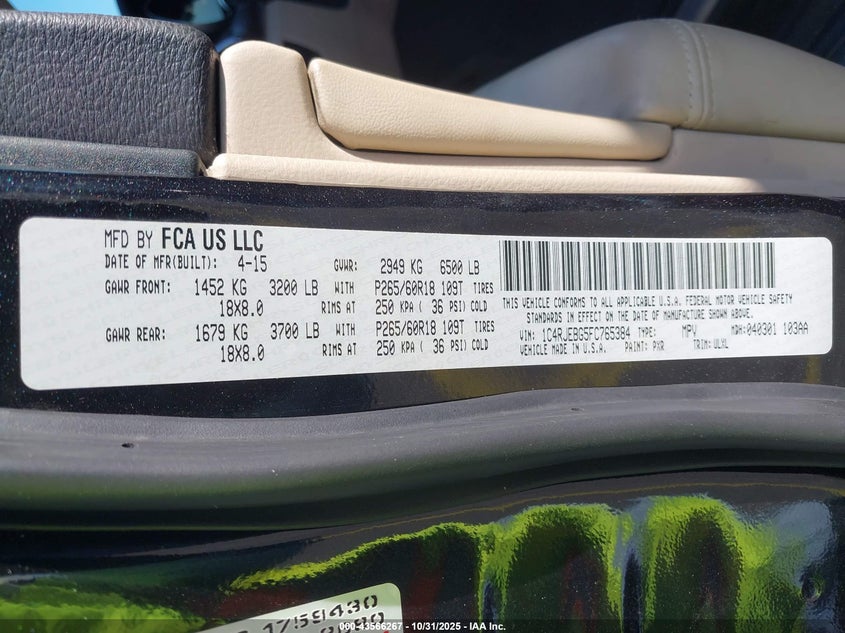 MFD BY FCA US LLC
DATE OF MFR(BUILT): 4-15 GVWR: 2949 KG 6500 LB
GAWR FRONT: 1452 KG 3200 LB WITH P265/60R18 109T TIRES
18X8.0 RIMS AT 250 KPA ( 36 PSI) COLD
GAWR REAR: 1679 KG 3700 LB WITH P265/60R18 109T TIRES
18X8.0 RIMS AT 250 KPA ( 36 PSI) COLD
THIS VEHICLE CONFORMS TO ALL APPLICABLE U.S.A. FEDERAL MOTOR VEHICLE SAFETY
STANDARDS IN EFFECT ON THE DATE OF MANUFACTURE SHOWN ABOVE.
VIN: 1C4RJEBG5FC765384 TYPE: MPV MDH: 040301 103AA
VEHICLE MADE IN U.S.A. PAINT: PXR TRIM: ULYL
1759430
000-43566267 - 10/31/2025 - IAA Inc.